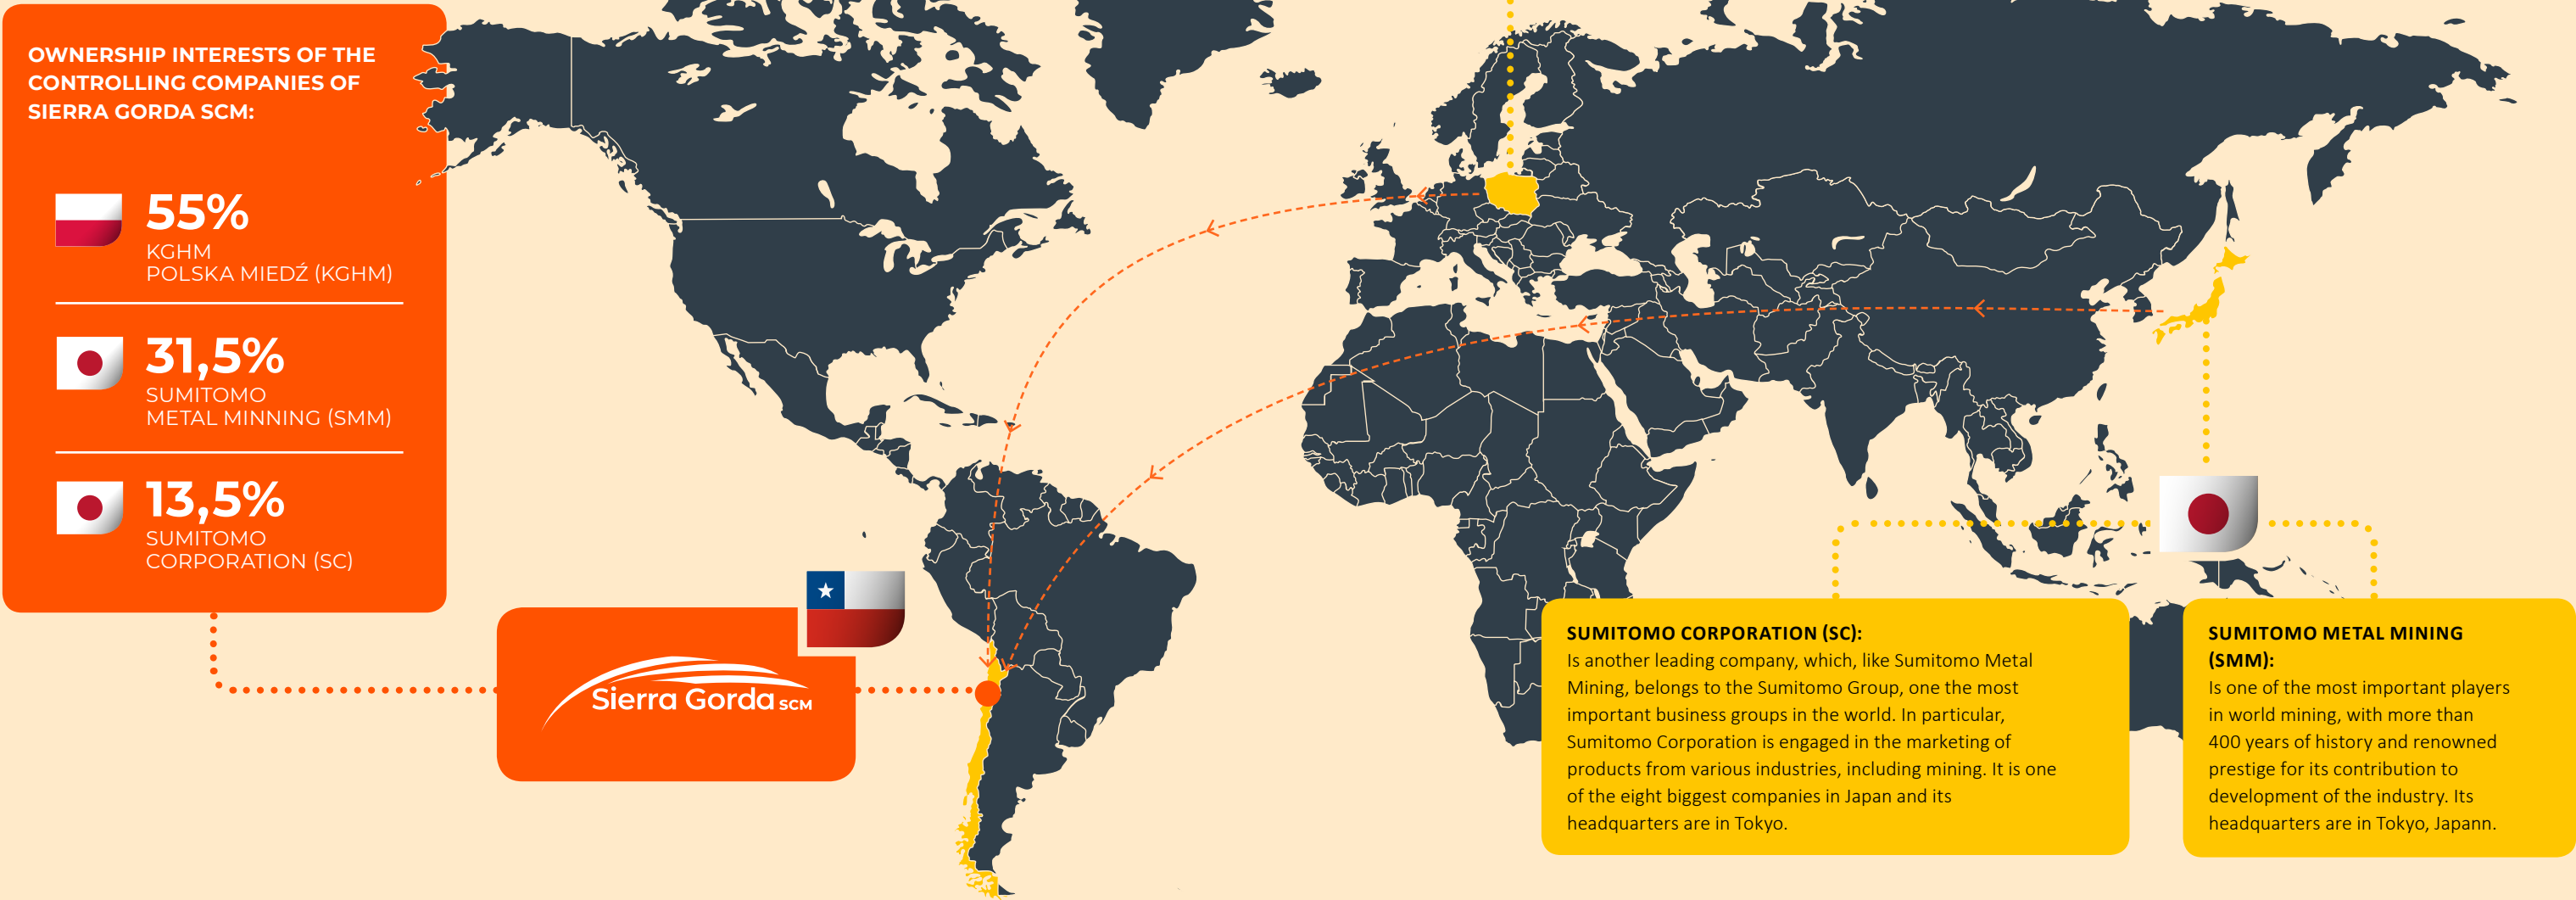 OWNERSHIP INTERESTS OF THE
CONTROLLING COMPANIES OF
SIERRA GORDA SCM:
55%
KGHM
POLSKA MIEDŹ (KGHM)
31,5%
SUMITOMO
METAL MINNING (SMM)
13,5%
SUMITOMO
CORPORATION (SC)
Sierra Gorda SCM
SUMITOMO CORPORATION (SC):
Is another leading company, which, like Sumitomo Metal
Mining, belongs to the Sumitomo Group, one the most
important business groups in the world. In particular,
Sumitomo Corporation is engaged in the marketing of
products from various industries, including mining. It is one
of the eight biggest companies in Japan and its
headquarters are in Tokyo.
SUMITOMO METAL MINING
(SMM):
Is one of the most important players
in world mining, with more than
400 years of history and renowned
prestige for its contribution to
development of the industry. Its
headquarters are in Tokyo, Japann.